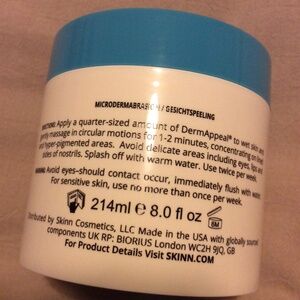 MICRODERMABRASION / GESICHTSPEELING
Apply a quarter-sized amount of DermAppeal® to wet skin and
gently massage in circular motions for 1-2 minutes, concentrating on lined
and hyper-pigmented areas. Avoid delicate areas including eyes, lips and
sides of nostrils. Splash off with warm water. Use twice per week.
Avoid eyes–should contact occur, immediately flush with water.
For sensitive skin, use no more than once per week.
214ml e 8.0 fl oz
6M
Distributed by Skinn Cosmetics, LLC Made in the USA with globally sourced
components UK RP: BIORIUS London WC2H 9JQ, GB
For Product Details Visit SKINN.COM